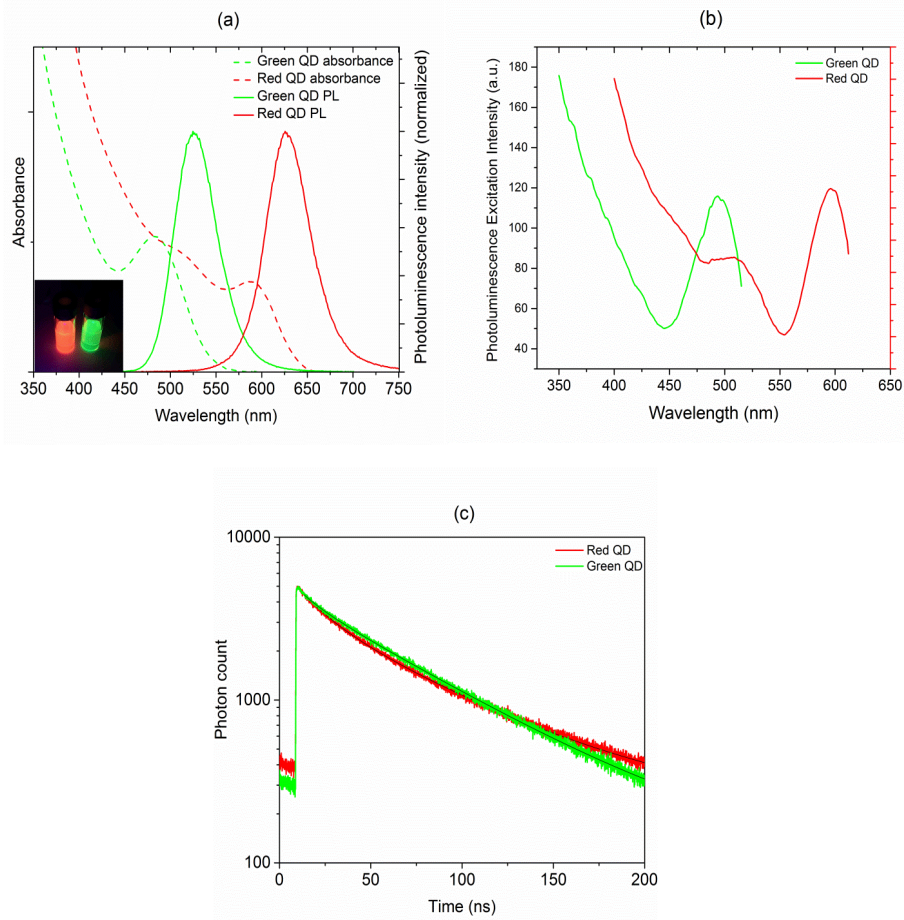 (a)
Green QD absorbance
Red QD absorbance
Green QD PL
Red QD PL
Absorbance
Photoluminescence intensity (normalized)
350 400 450 500 550 600 650 700 750
Wavelength (nm)
(b)
Green QD
Red QD
Photoluminescence Excitation Intensity (a.u.)
180
160
140
120
100
80
60
40
350 400 450 500 550 600 650
Wavelength (nm)
(c)
Red QD
Green QD
Photon count
10000
1000
100
0 50 100 150 200
Time (ns)